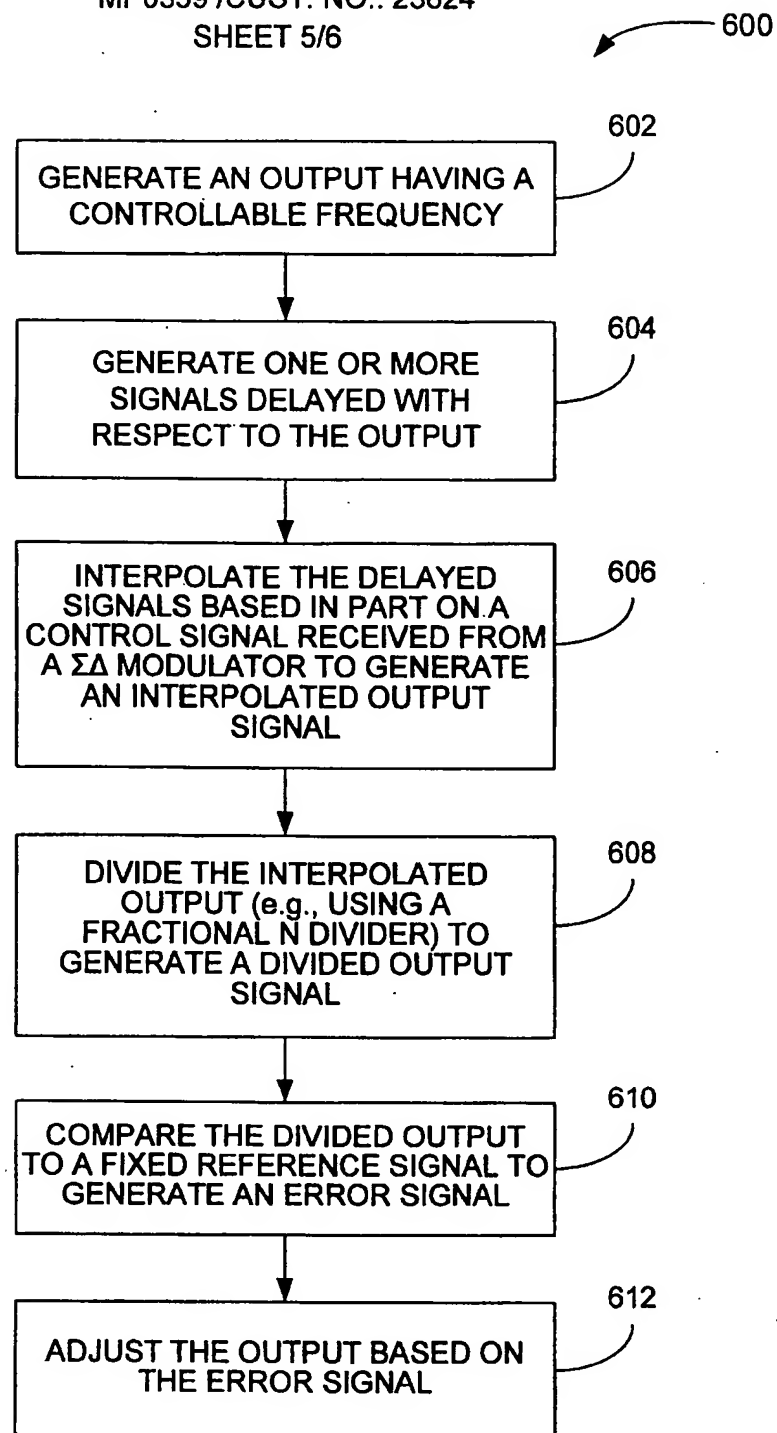 SHEET 5/6
600
602
GENERATE AN OUTPUT HAVING A
CONTROLLABLE FREQUENCY
604
GENERATE ONE OR MORE
SIGNALS DELAYED WITH
RESPECT TO THE OUTPUT
606
INTERPOLATE THE DELAYED
SIGNALS BASED IN PART ON A
CONTROL SIGNAL RECEIVED FROM
A ΣΔ MODULATOR TO GENERATE
AN INTERPOLATED OUTPUT
SIGNAL
608
DIVIDE THE INTERPOLATED
OUTPUT (e.g., USING A
FRACTIONAL N DIVIDER) TO
GENERATE A DIVIDED OUTPUT
SIGNAL
610
COMPARE THE DIVIDED OUTPUT
TO A FIXED REFERENCE SIGNAL TO
GENERATE AN ERROR SIGNAL
612
ADJUST THE OUTPUT BASED ON
THE ERROR SIGNAL